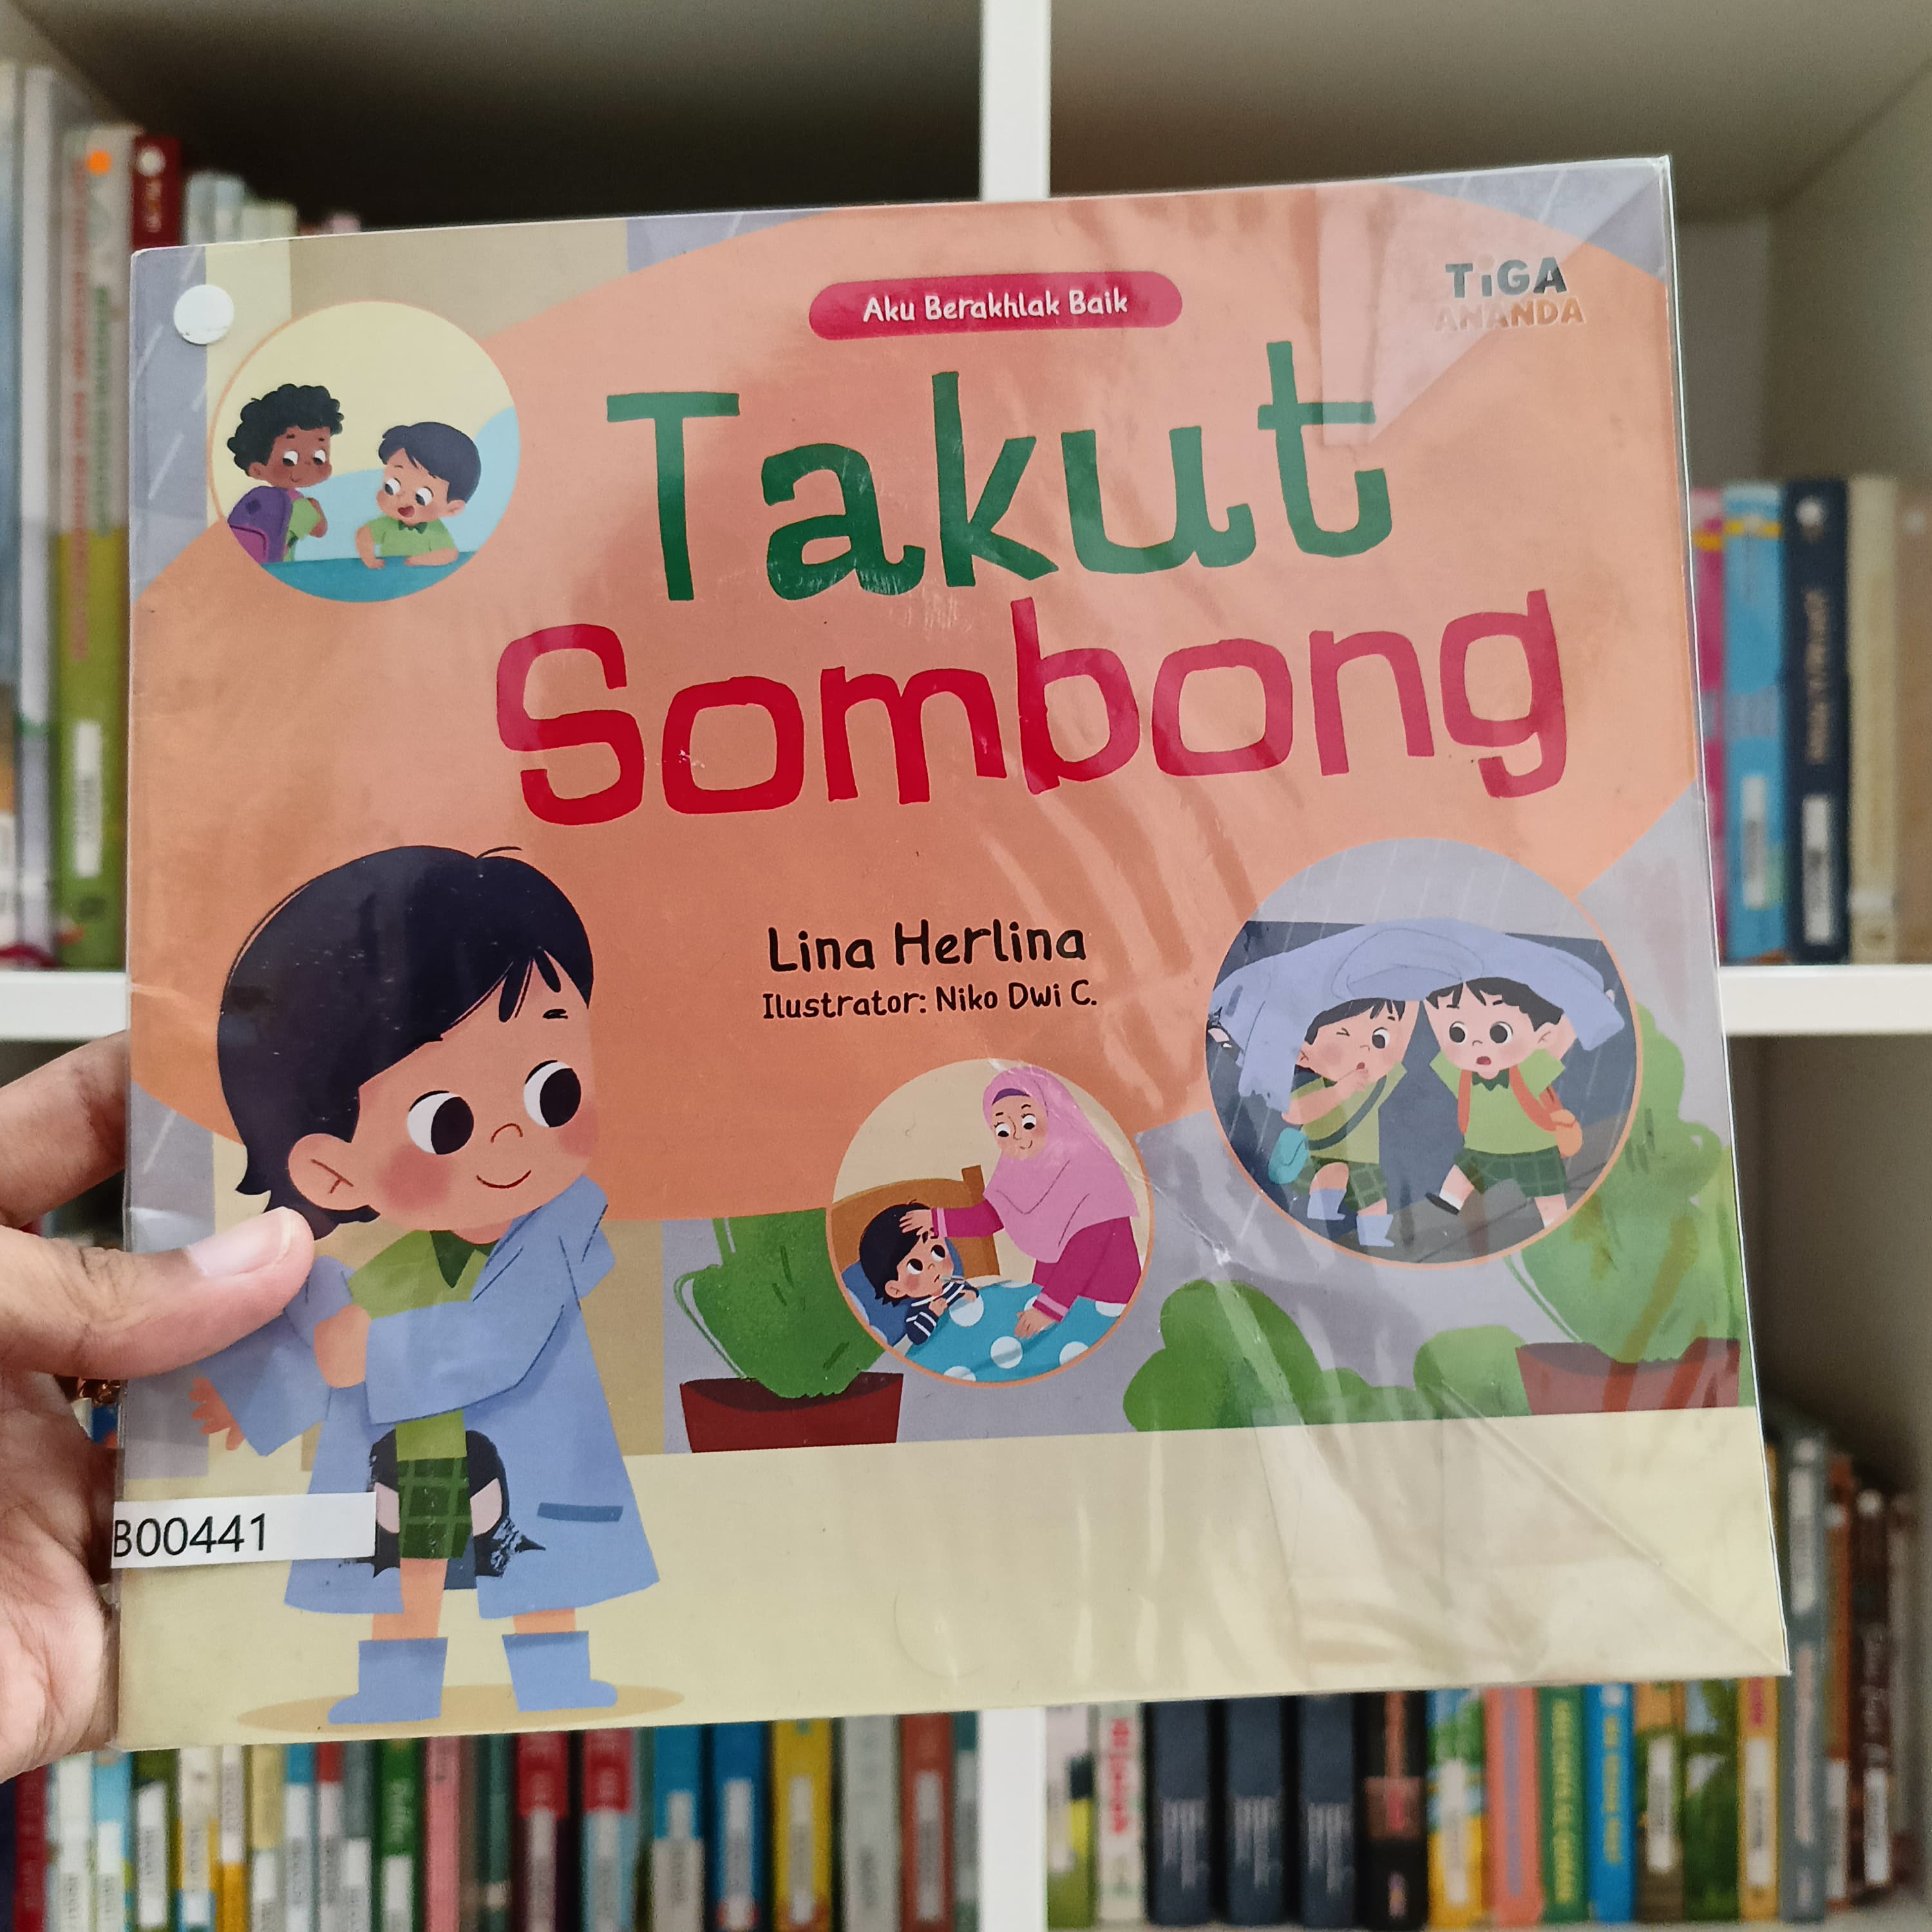 Aku Berakhlak Baik
TiGA
ANANDA
Takut
Sombong
Lina Herlina
Ilustrator: Niko Dwi C.
B00441